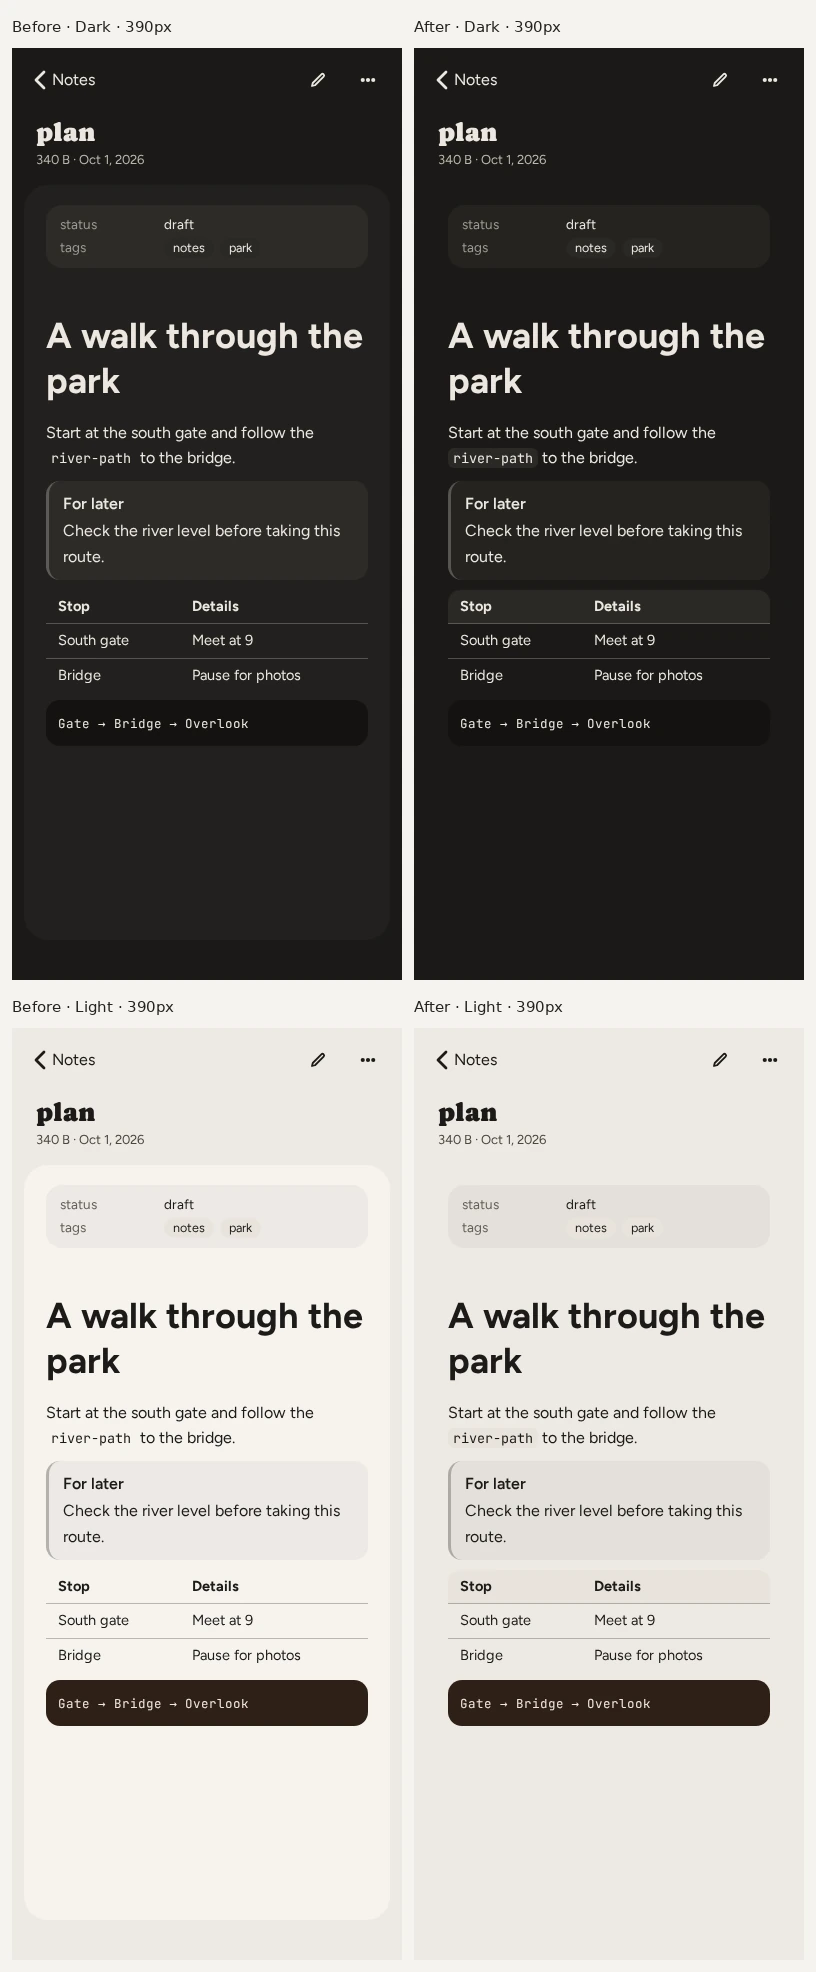 Before · Dark · 390px
Notes
plan
340 B · Oct 1, 2026
status draft
tags notes park
A walk through the
park
Start at the south gate and follow the
river-path to the bridge.
For later
Check the river level before taking this
route.
Stop Details
South gate Meet at 9
Bridge Pause for photos
Gate → Bridge → Overlook
After · Dark · 390px
Notes
plan
340 B · Oct 1, 2026
status draft
tags notes park
A walk through the
park
Start at the south gate and follow the
river-path to the bridge.
For later
Check the river level before taking this
route.
Stop Details
South gate Meet at 9
Bridge Pause for photos
Gate → Bridge → Overlook
Before · Light · 390px
Notes
plan
340 B · Oct 1, 2026
status draft
tags notes park
A walk through the
park
Start at the south gate and follow the
river-path to the bridge.
For later
Check the river level before taking this
route.
Stop Details
South gate Meet at 9
Bridge Pause for photos
Gate → Bridge → Overlook
After · Light · 390px
Notes
plan
340 B · Oct 1, 2026
status draft
tags notes park
A walk through the
park
Start at the south gate and follow the
river-path to the bridge.
For later
Check the river level before taking this
route.
Stop Details
South gate Meet at 9
Bridge Pause for photos
Gate → Bridge → Overlook